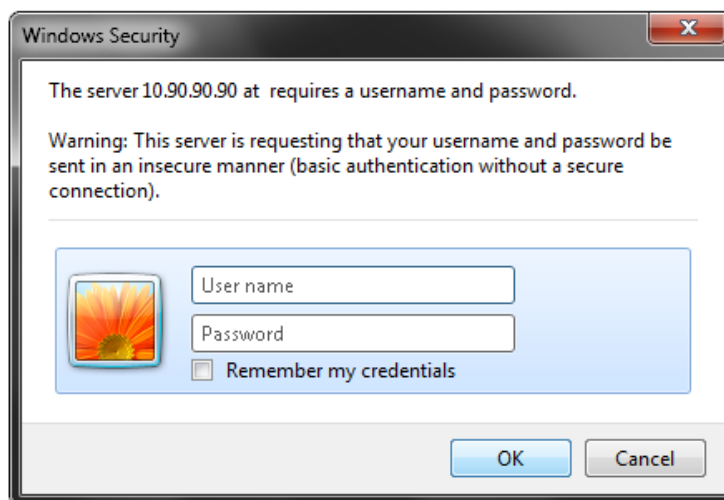 Windows Security
The server 10.90.90.90 at  requires a username and password.
Warning: This server is requesting that your username and password be
sent in an insecure manner (basic authentication without a secure
connection).
User name
Password
Remember my credentials
OK
Cancel